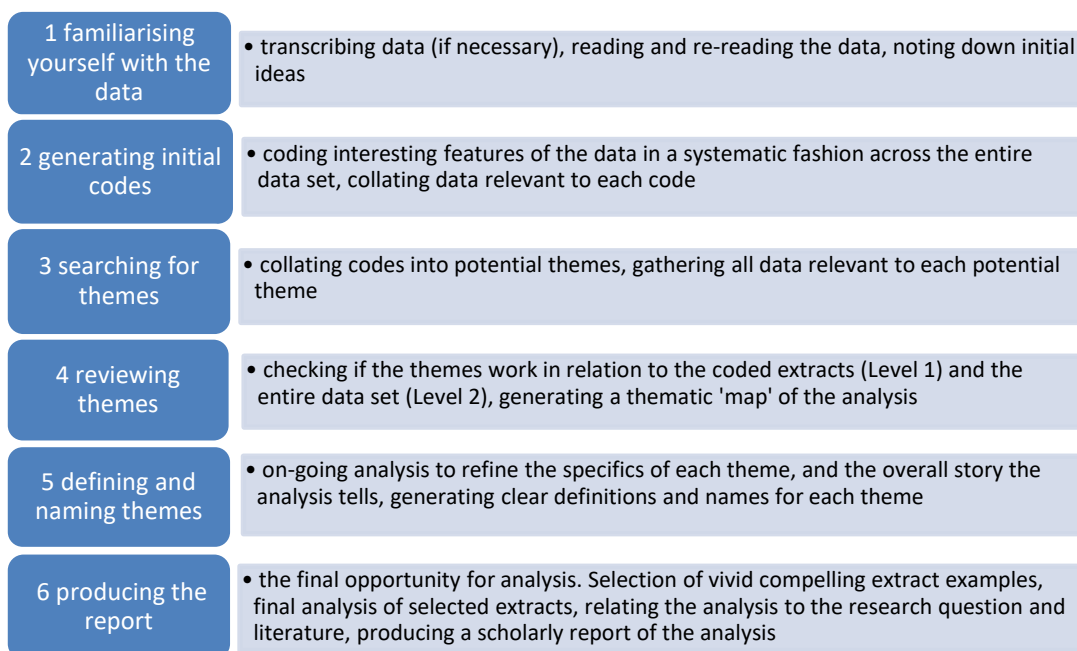 1 familiarising
yourself with the
data
• transcribing data (if necessary), reading and re-reading the data, noting down initial
ideas
2 generating initial
codes
• coding interesting features of the data in a systematic fashion across the entire
data set, collating data relevant to each code
3 searching for
themes
• collating codes into potential themes, gathering all data relevant to each potential
theme
4 reviewing
themes
• checking if the themes work in relation to the coded extracts (Level 1) and the
entire data set (Level 2), generating a thematic 'map' of the analysis
5 defining and
naming themes
• on-going analysis to refine the specifics of each theme, and the overall story the
analysis tells, generating clear definitions and names for each theme
6 producing the
report
• the final opportunity for analysis. Selection of vivid compelling extract examples,
final analysis of selected extracts, relating the analysis to the research question and
literature, producing a scholarly report of the analysis